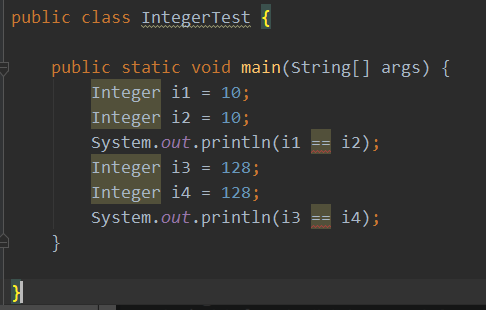 public class IntegerTest {
public static void main(String[] args) {
Integer i1 = 10;
Integer i2 = 10;
System.out.println(i1 == i2);
Integer i3 = 128;
Integer i4 = 128;
System.out.println(i3 == i4);
}
}